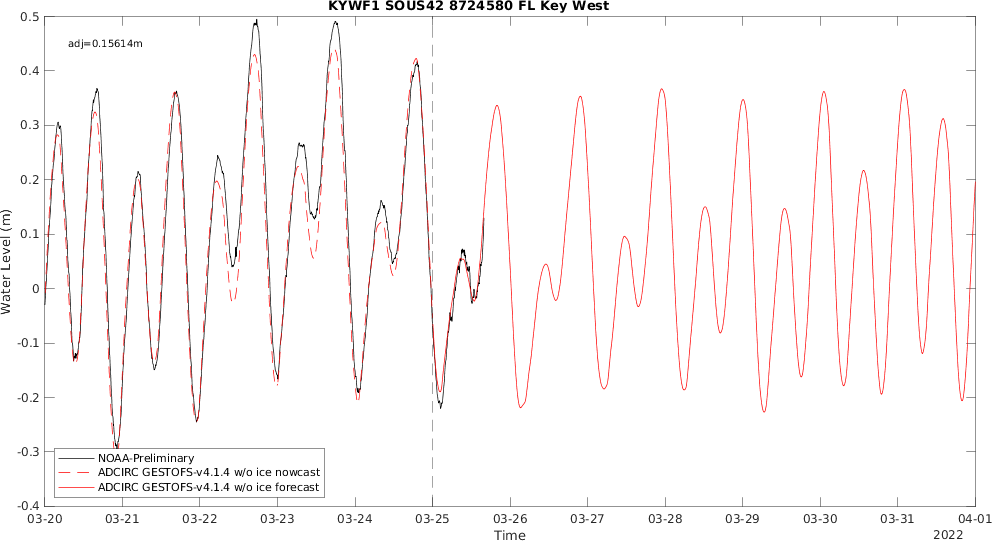 KYWF1 SOUS42 8724580 FL Key West
adj=0.15614m
0.5
0.4
0.3
0.2
0.1
0
-0.1
-0.2
-0.3
-0.4
Water Level (m)
NOAA-Preliminary
ADCIRC GESTOFS-v4.1.4 w/o ice nowcast
ADCIRC GESTOFS-v4.1.4 w/o ice forecast
03-20 03-21 03-22 03-23 03-24 03-25 03-26 03-27 03-28 03-29 03-30 03-31 04-01
Time
2022